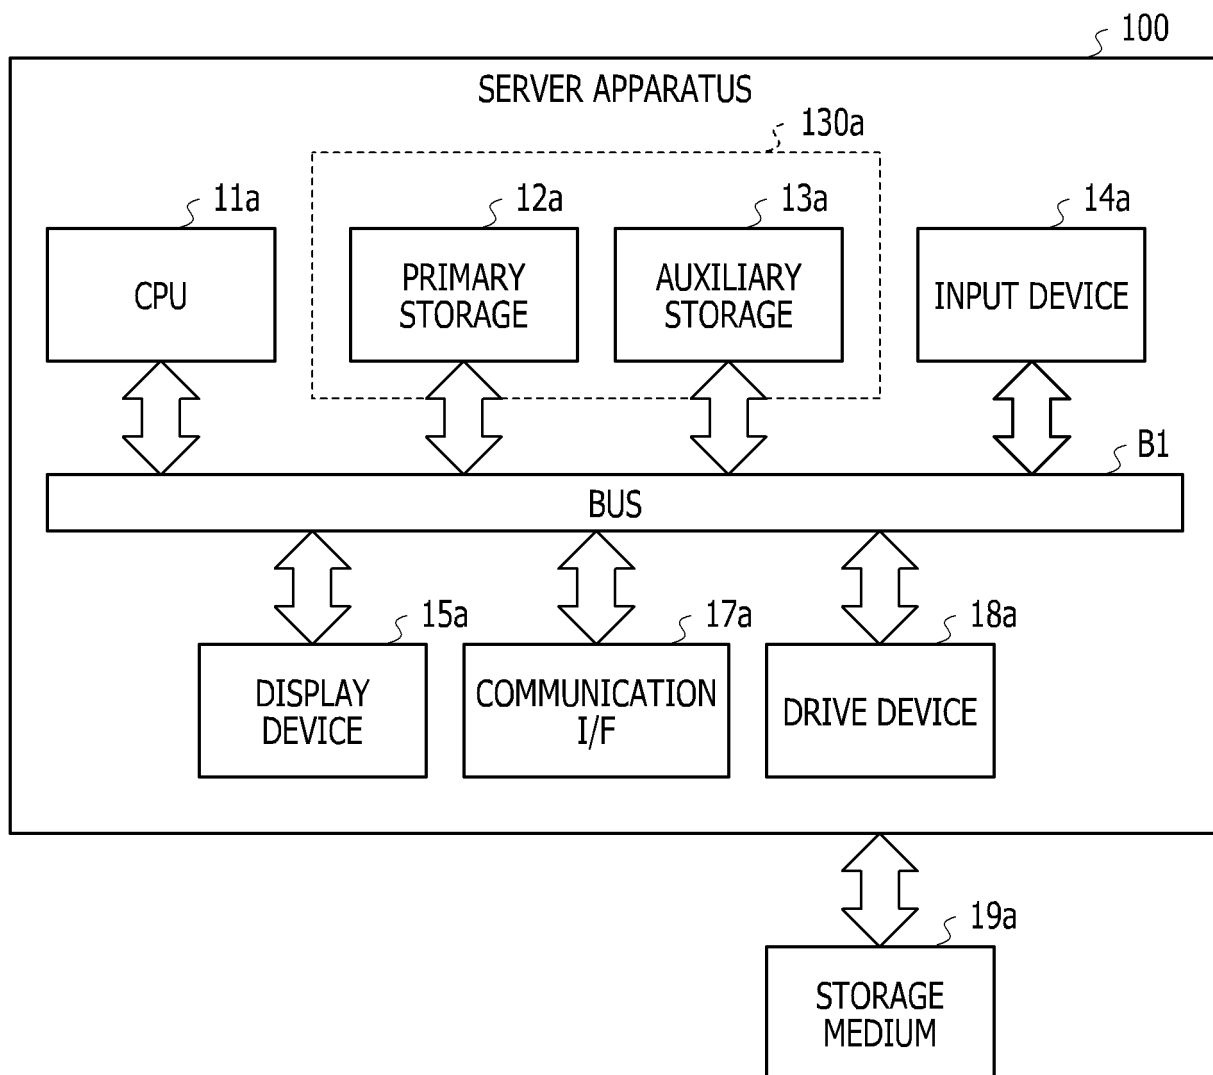 100
SERVER APPARATUS
130a
11a
12a
13a
14a
CPU
PRIMARY
STORAGE
AUXILIARY
STORAGE
INPUT DEVICE
B1
BUS
15a
17a
18a
DISPLAY
DEVICE
COMMUNICATION
I/F
DRIVE DEVICE
19a
STORAGE
MEDIUM